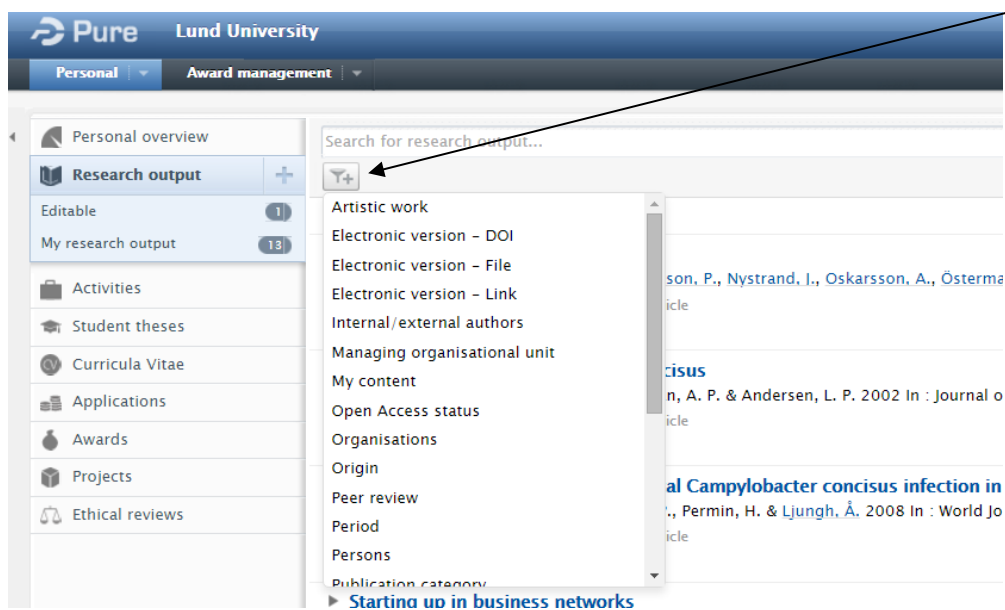 Pure Lund University
Personal Award management
Personal overview
Research output
Editable 1
My research output 13
Activities
Student theses
Curricula Vitae
CV
Applications
Awards
Projects
Ethical reviews
Search for research output...
Artistic work
Electronic version – DOI
Electronic version – File
Electronic version – Link
Internal/external authors
Managing organisational unit
My content
Open Access status
Organisations
Origin
Peer review
Period
Persons
Publication category
son, P., Nystrand, J., Oskarsson, A., Österma
icle
cisus
n, A. P. & Andersen, L. P. 2002 In : Journal o
icle
al Campylobacter concisus infection in
., Permin, H. & Ljungh, Å. 2008 In : World Jo
icle
Starting up in business networks